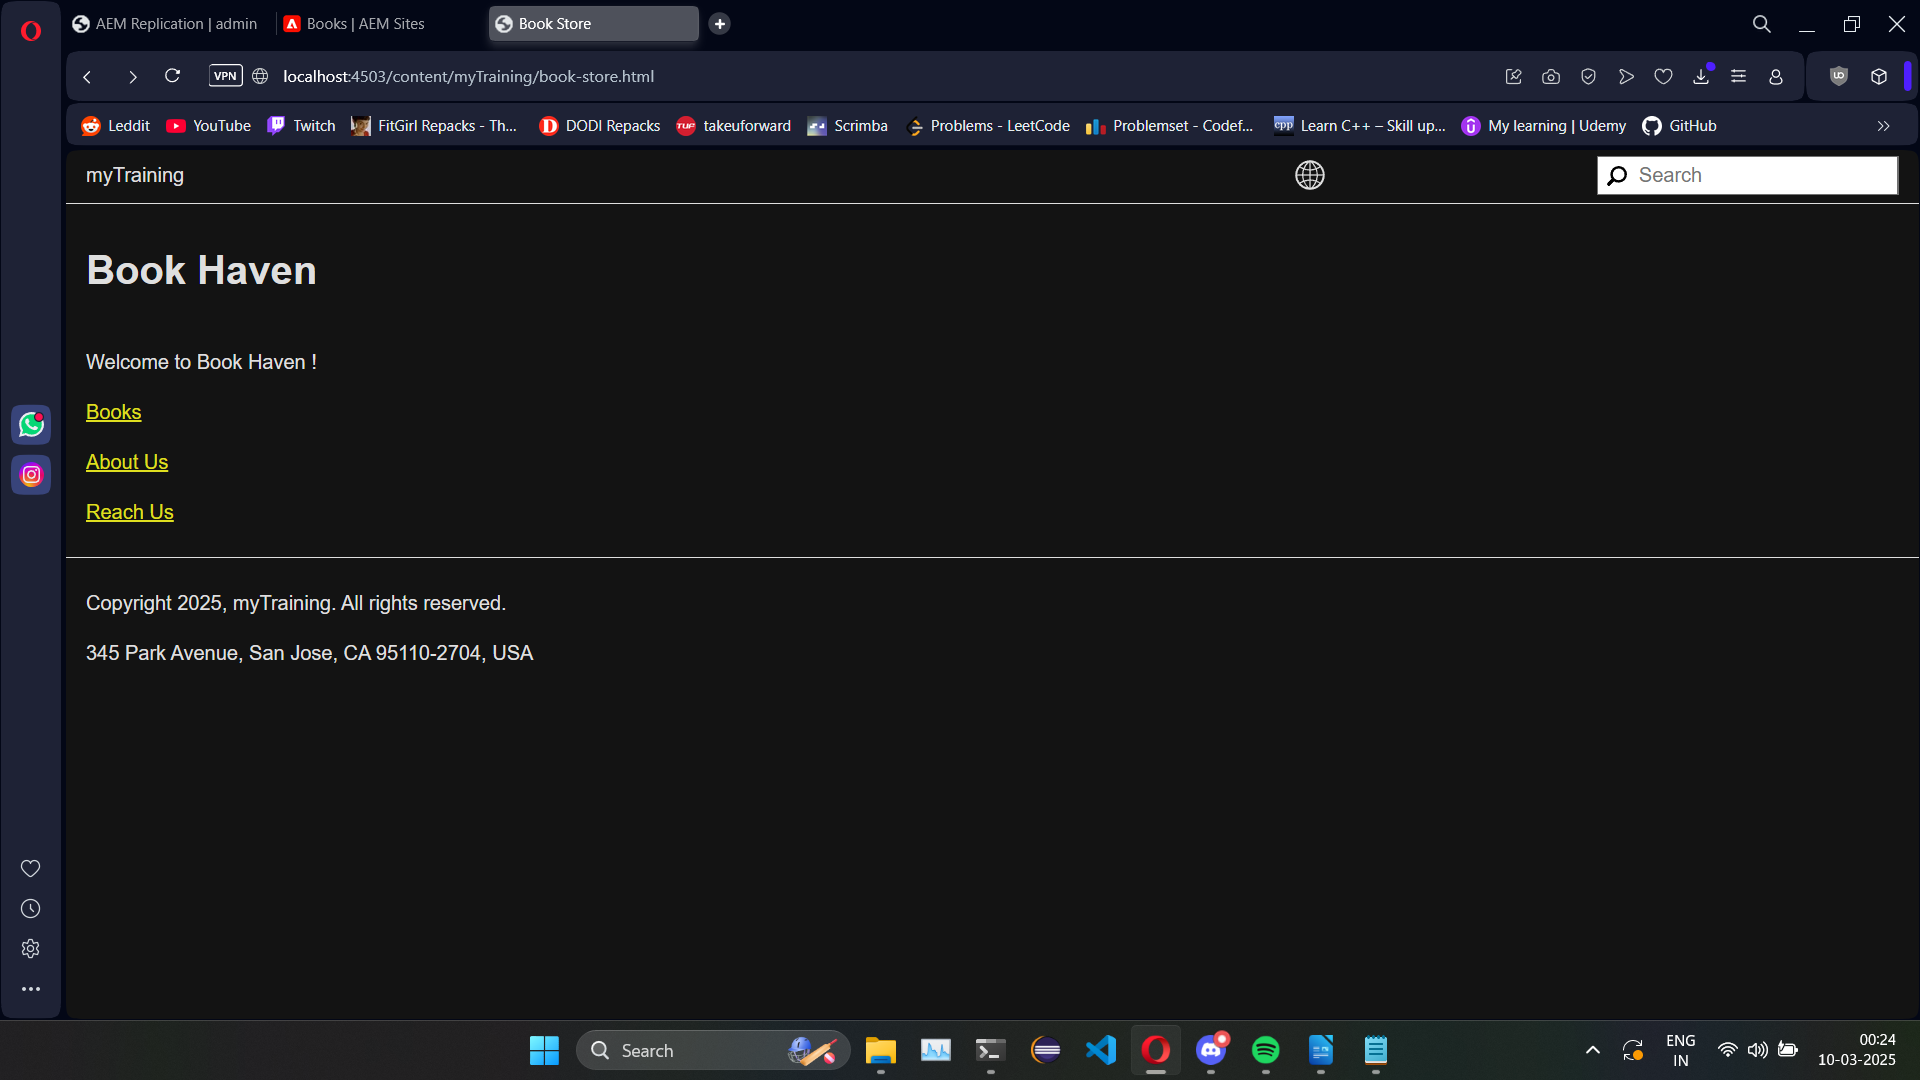 AEM Replication | admin
Books | AEM Sites
Book Store
VPN
localhost:4503/content/myTraining/book-store.html
Leddit
YouTube
Twitch
FitGirl Repacks - Th...
DODI Repacks
TUF
takeuforward
Scrimba
Problems - LeetCode
Problemset - Codef...
cpp
Learn C++ – Skill up...
My learning | Udemy
GitHub
myTraining
Search
Book Haven
Welcome to Book Haven !
Books
About Us
Reach Us
Copyright 2025, myTraining. All rights reserved.
345 Park Avenue, San Jose, CA 95110-2704, USA
Search
ENG
IN
00:24
10-03-2025